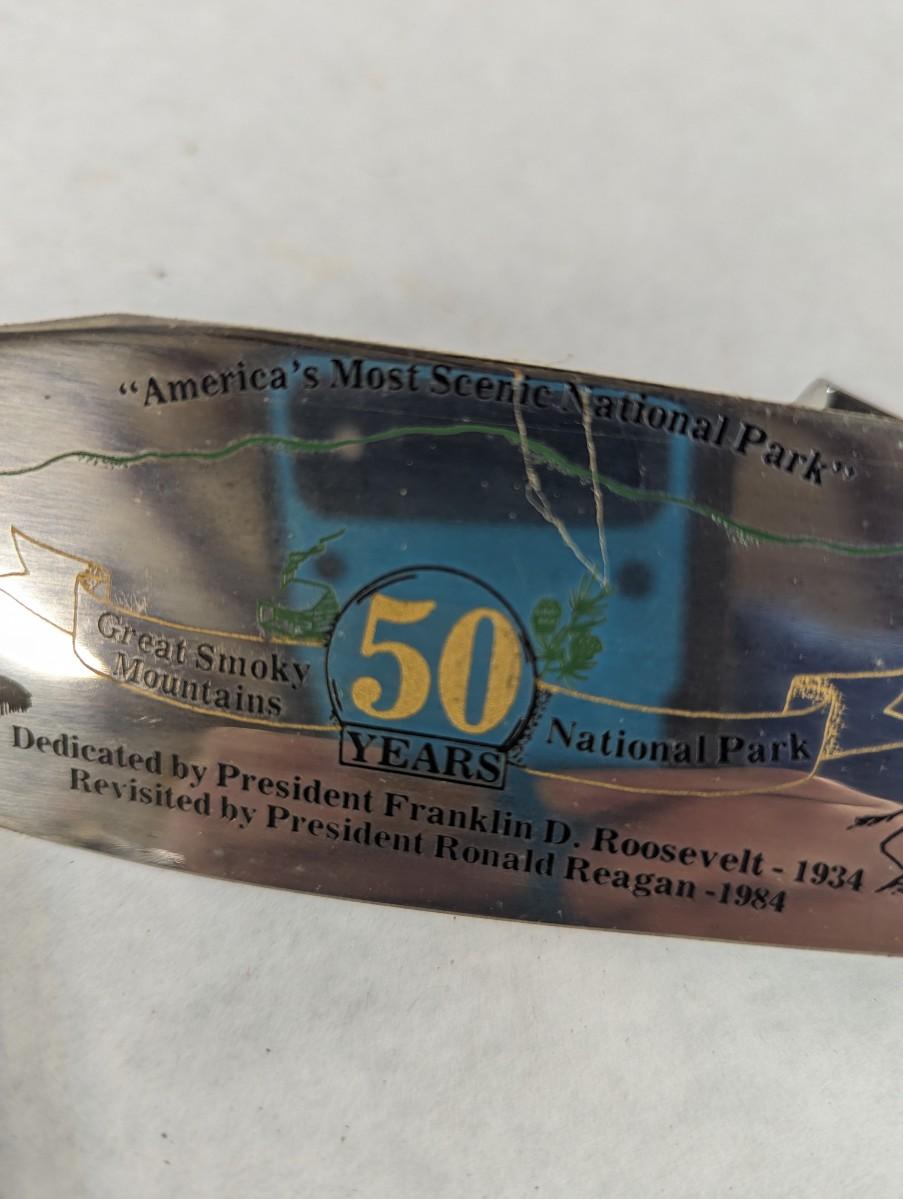 “America’s Most Scenic National Park”
Great Smoky
Mountains
50
YEARS
National Park
Dedicated by President Franklin D. Roosevelt - 1934
Revisited by President Ronald Reagan -1984